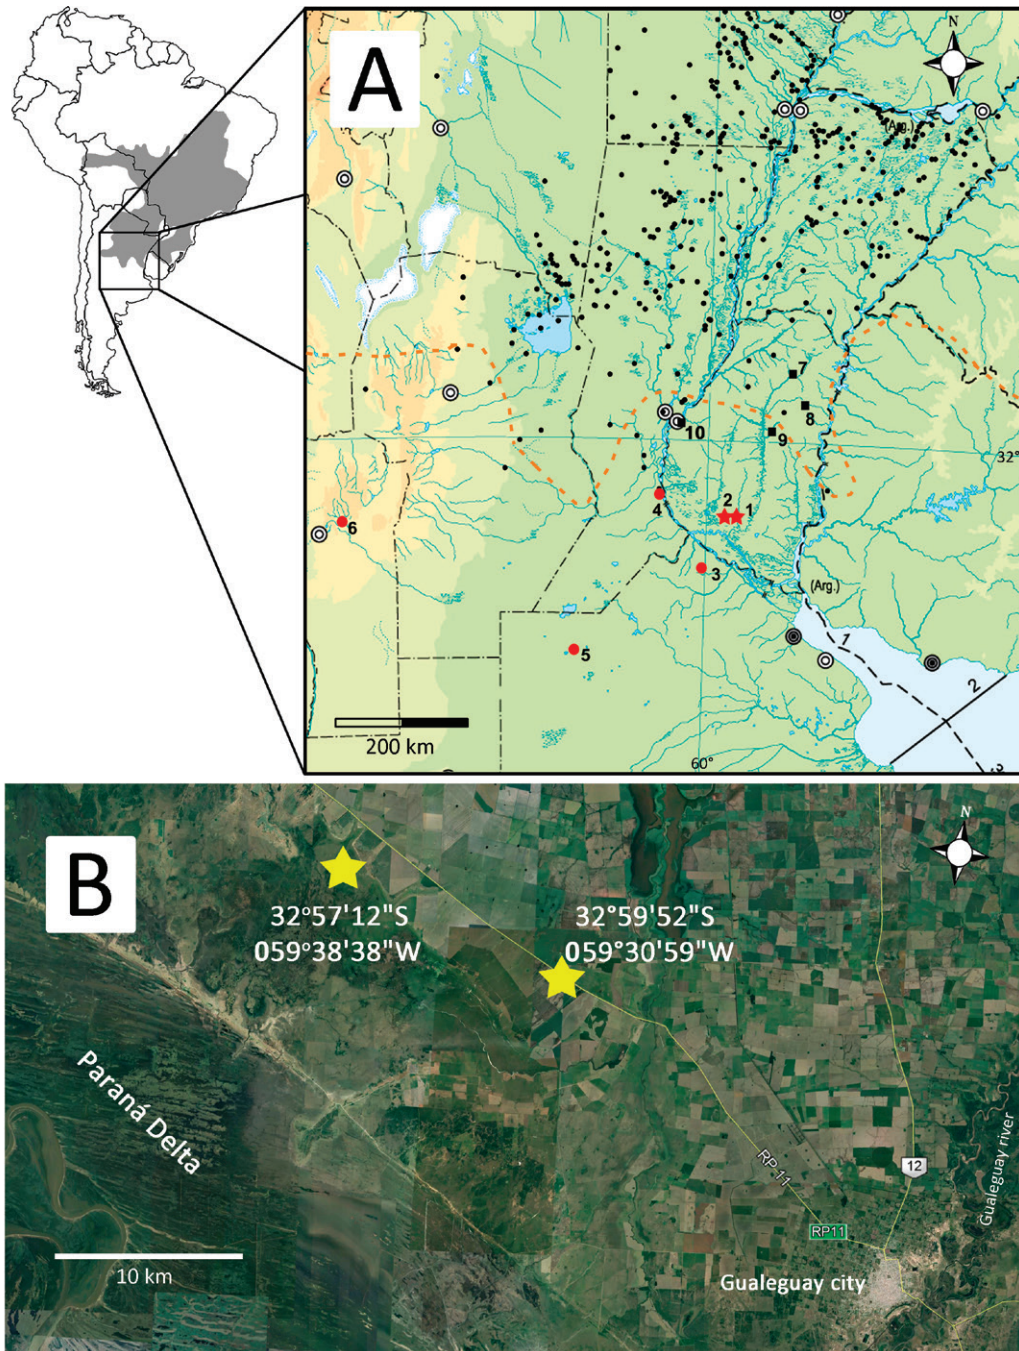 A
N
(Arg.)
7
8
10
9
32°
2
1
4
6
3
(Arg.)
5
1
2
200 km
60°
B
N
32°57'12"S
059°38'38"W
32°59'52"S
059°30'59"W
Paraná Delta
RP 11
12
Gualeguay river
RP11
10 km
Gualeguay city